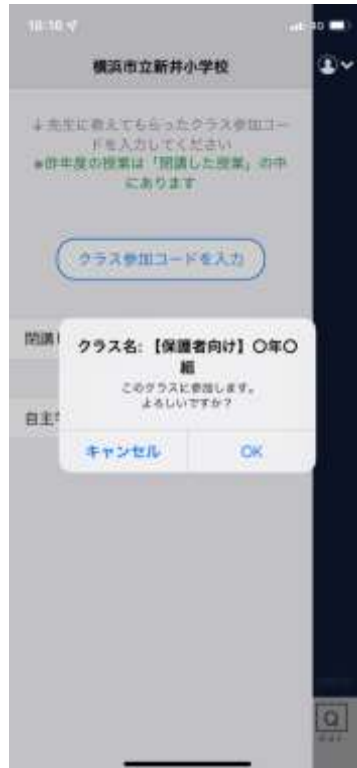 横浜市立新井小学校
↓先生に教えてもらったクラス参加コー
ドを入力してください
※昨年度の授業は「閉講した授業」の中
にあります
クラス参加コードを入力
閉講し
クラス名: 【保護者向け】〇年〇
組
このクラスに参加します。
よろしいですか?
自主学
キャンセル
OK